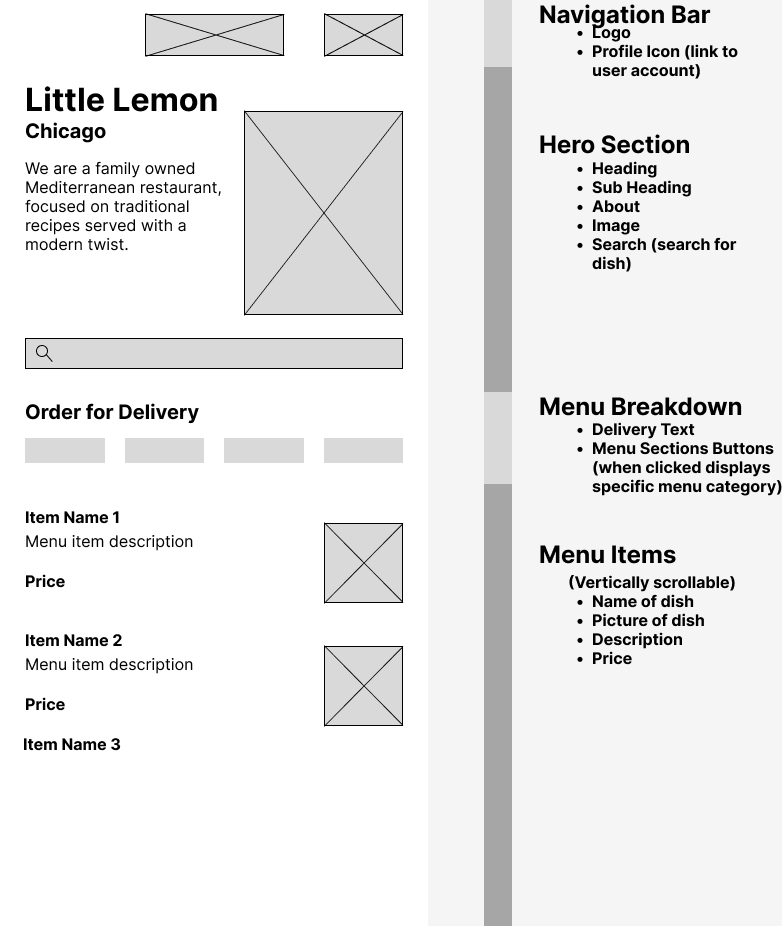 Little Lemon
Chicago
We are a family owned
Mediterranean restaurant,
focused on traditional
recipes served with a
modern twist.
Order for Delivery
Item Name 1
Menu item description
Price
Item Name 2
Menu item description
Price
Item Name 3
Navigation Bar
• Logo
• Profile Icon (link to
user account)
Hero Section
• Heading
• Sub Heading
• About
• Image
• Search (search for
dish)
Menu Breakdown
• Delivery Text
• Menu Sections Buttons
(when clicked displays
specific menu category)
Menu Items
(Vertically scrollable)
• Name of dish
• Picture of dish
• Description
• Price